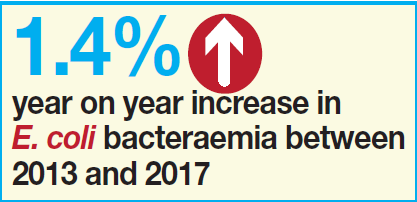 1.4%
year on year increase in
E. coli bacteraemia between
2013 and 2017